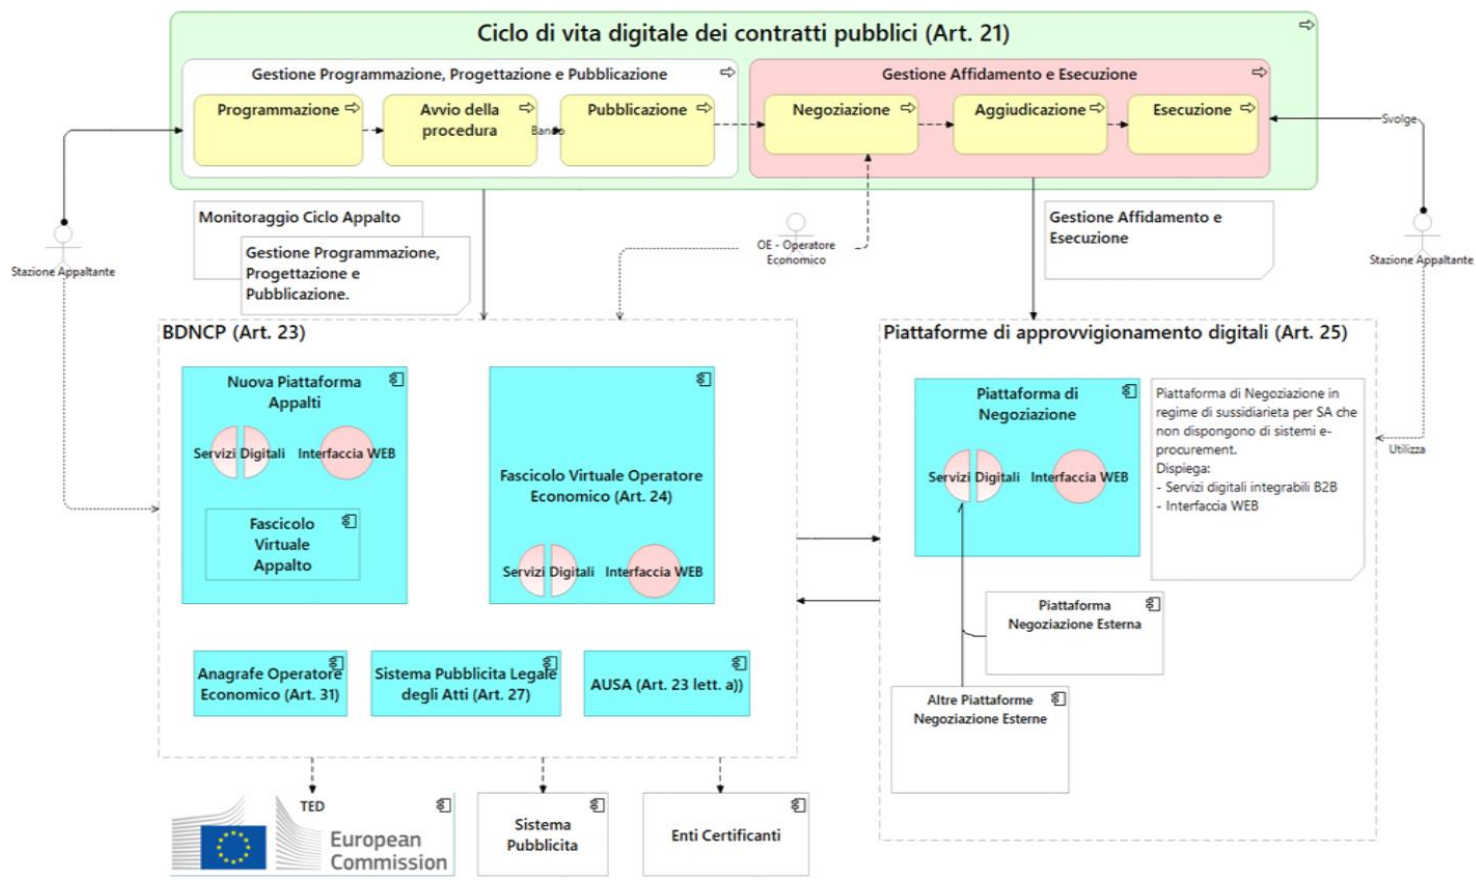 Ciclo di vita digitale dei contratti pubblici (Art. 21)
Gestione Programmazione, Progettazione e Pubblicazione
Gestione Affidamento e Esecuzione
Programmazione
Avvio della
procedura
Bando
Pubblicazione
Negoziazione
Aggiudicazione
Esecuzione
Svolge
Stazione Appaltante
Monitoraggio Ciclo Appalto
Gestione Programmazione,
Progettazione e
Pubblicazione.
OE - Operatore
Economico
Gestione Affidamento e
Esecuzione
Stazione Appaltante
BDNCP (Art. 23)
Nuova Piattaforma
Appalti
Servizi Digitali
Interfaccia WEB
Fascicolo
Virtuale
Appalto
Fascicolo Virtuale Operatore
Economico (Art. 24)
Servizi Digitali
Interfaccia WEB
Anagrafe Operatore
Economico (Art. 31)
Sistema Pubblicita Legale
degli Atti (Art. 27)
AUSA (Art. 23 lett. a))
Piattaforme di approvvigionamento digitali (Art. 25)
Piattaforma di
Negoziazione
Servizi Digitali
Interfaccia WEB
Piattaforma di Negoziazione in
regime di sussidiarieta per SA che
non dispongono di sistemi e-
procurement.
Dispiega:
- Servizi digitali integrabili B2B
- Interfaccia WEB
Utilizza
Piattaforma
Negoziazione Esterna
Altre Piattaforme
Negoziazione Esterne
TED
European
Commission
Sistema
Pubblicita
Enti Certificanti